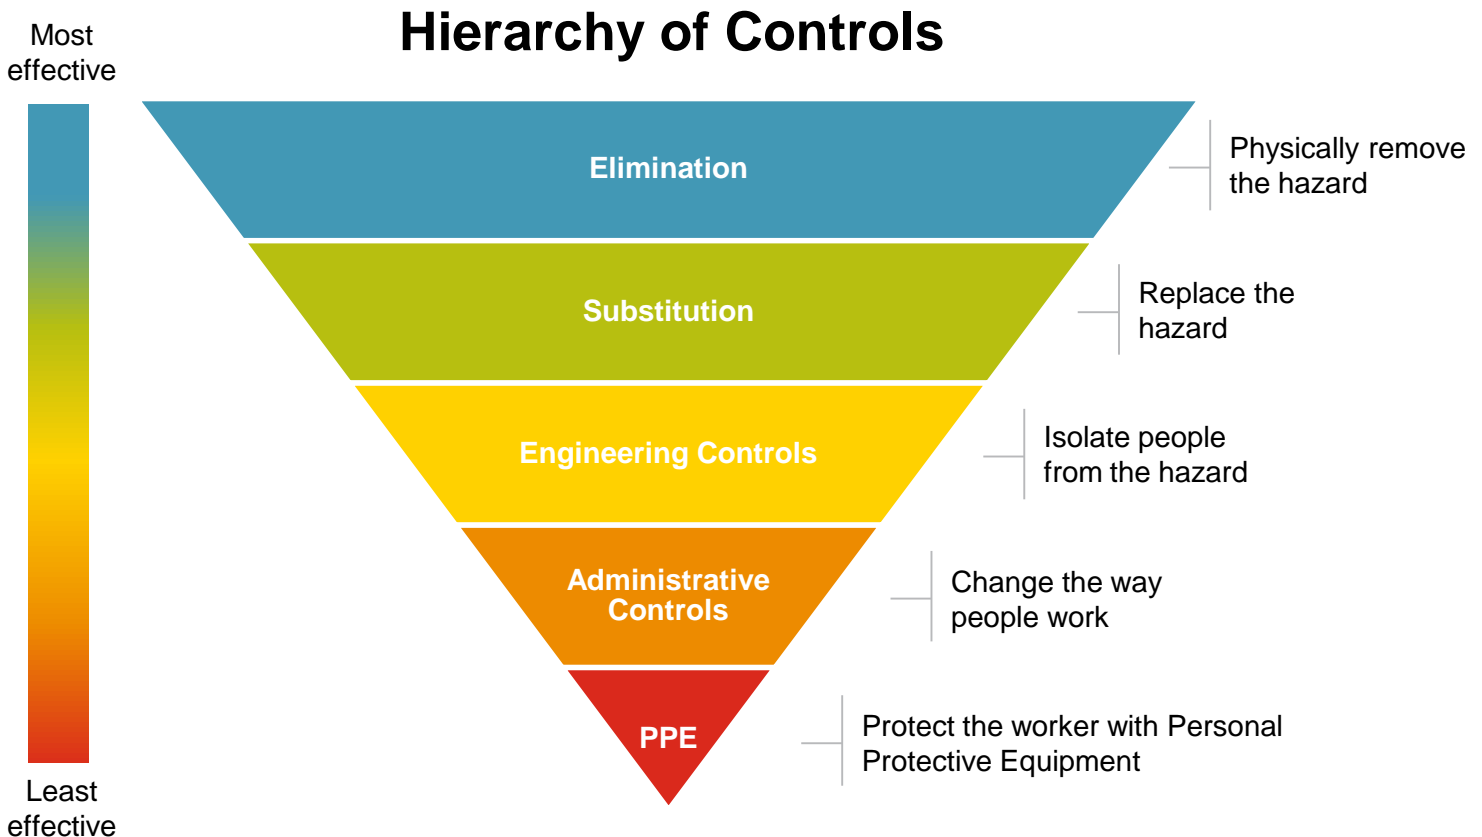 Hierarchy of Controls
Most
effective
Elimination
Physically remove
the hazard
Substitution
Replace the
hazard
Engineering Controls
Isolate people
from the hazard
Administrative
Controls
Change the way
people work
PPE
Protect the worker with Personal
Protective Equipment
Least
effective